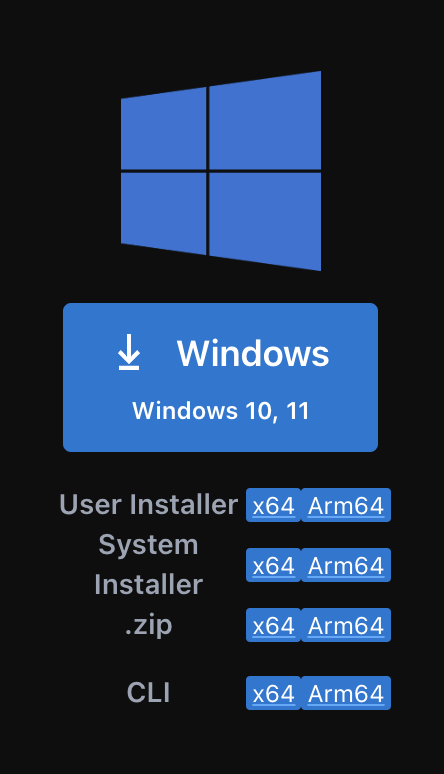 Windows
Windows 10, 11
User Installer x64 Arm64
System
Installer x64 Arm64
.zip x64 Arm64
CLI x64 Arm64